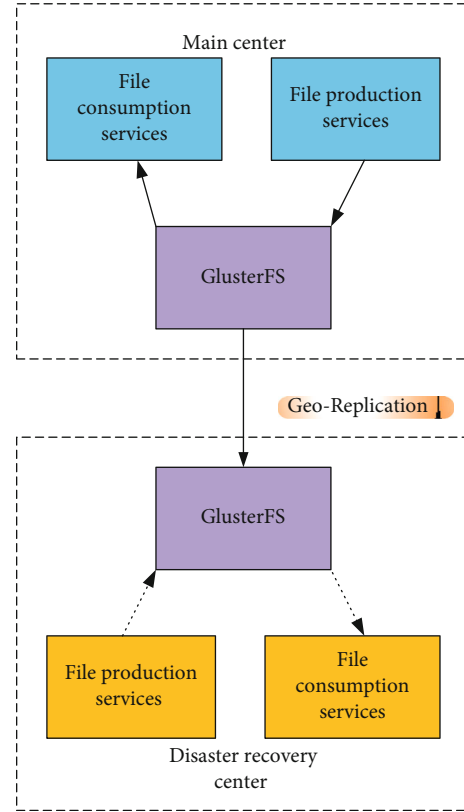 Main center
File
consumption
services
File production
services
GlusterFS
Geo-Replication
GlusterFS
File production
services
File
consumption
services
Disaster recovery
center